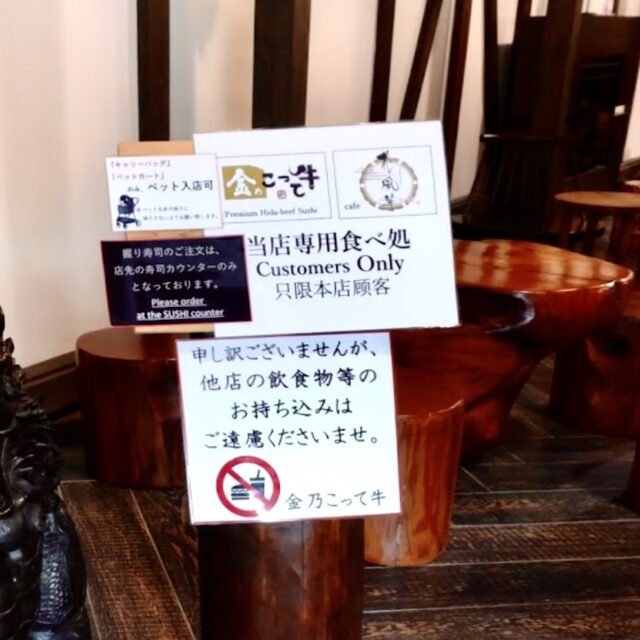 「キャリーバッグ」
「ペットカート」
のみ、ペット入店可
金のこって牛
Premium Hida-beef Sushi
cafe
握り寿司のご注文は、
店先の寿司カウンターのみ
となっております。
Please order
at the SUSHI counter
当店専用食べ処
Customers Only
只限本店顧客
申し訳ございませんが、
他店の飲食物等の
お持ち込みは
ご遠慮くださいませ。
金乃こって牛